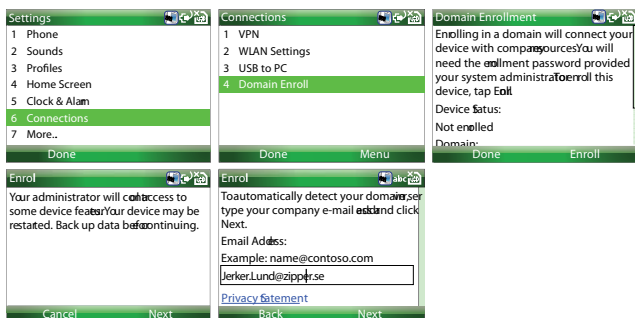 Settings
1 Phone
2 Sounds
3 Profiles
4 Home Screen
5 Clock & Alarm
6 Connections
7 More...
Done
Connections
1 VPN
2 WLAN Settings
3 USB to PC
4 Domain Enroll
Done Menu
Domain Enrollment
Enrolling in a domain will connect your
device with company resources. You will
need the enrollment password provided
your system administrator. To enroll this
device, tap Enroll.
Device Status:
Not enrolled
Domain:
Done Enroll
Enrol
Your administrator will control access to
some device features. Your device may be
restarted. Back up data before continuing.
Cancel Next
Enrol
abc
To automatically detect your domain server,
type your company e-mail address and click
Next.
Email Address:
Example: name@contoso.com
Jerker.Lund@zipper.se
Privacy Statement
Back Next